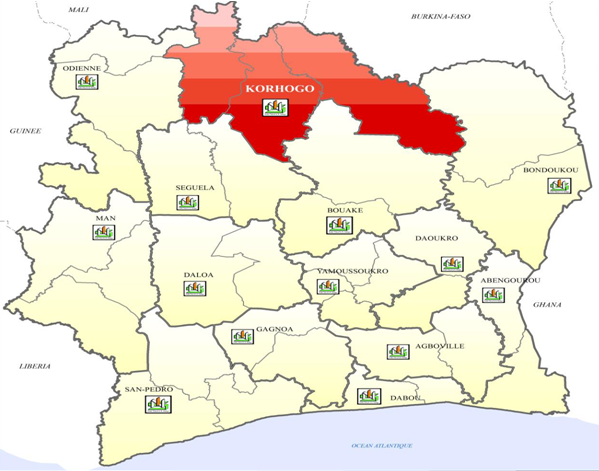 MALI
BURKINA-FASO
ODIENNE
KORHOGO
GUINEE
BONDOUKOU
SEGUELA
BOUAKE
MAN
DAOUKRO
DALOA
YAMOUSSOUKRO
ABENGOUROU
GHANA
GAGNOA
AGBOVILLE
LIBERIA
SAN-PEDRO
DABOU
OCEAN ATLANTIQUE